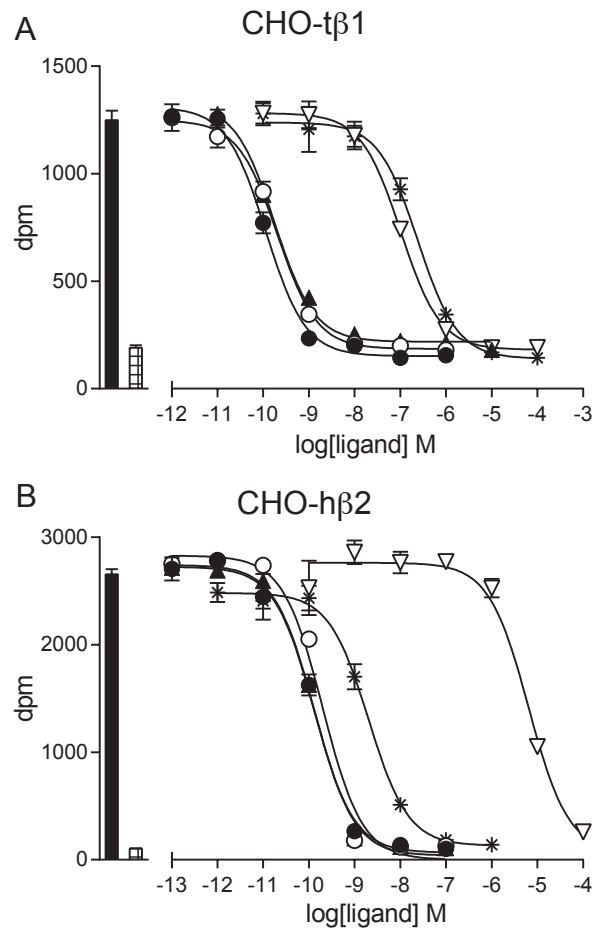 A
CHO-tβ1
1500
1000
500
0
dpm
-12 -11 -10 -9 -8 -7 -6 -5 -4 -3
log[ligand] M
B
CHO-hβ2
3000
2000
1000
0
dpm
-13 -12 -11 -10 -9 -8 -7 -6 -5 -4
log[ligand] M